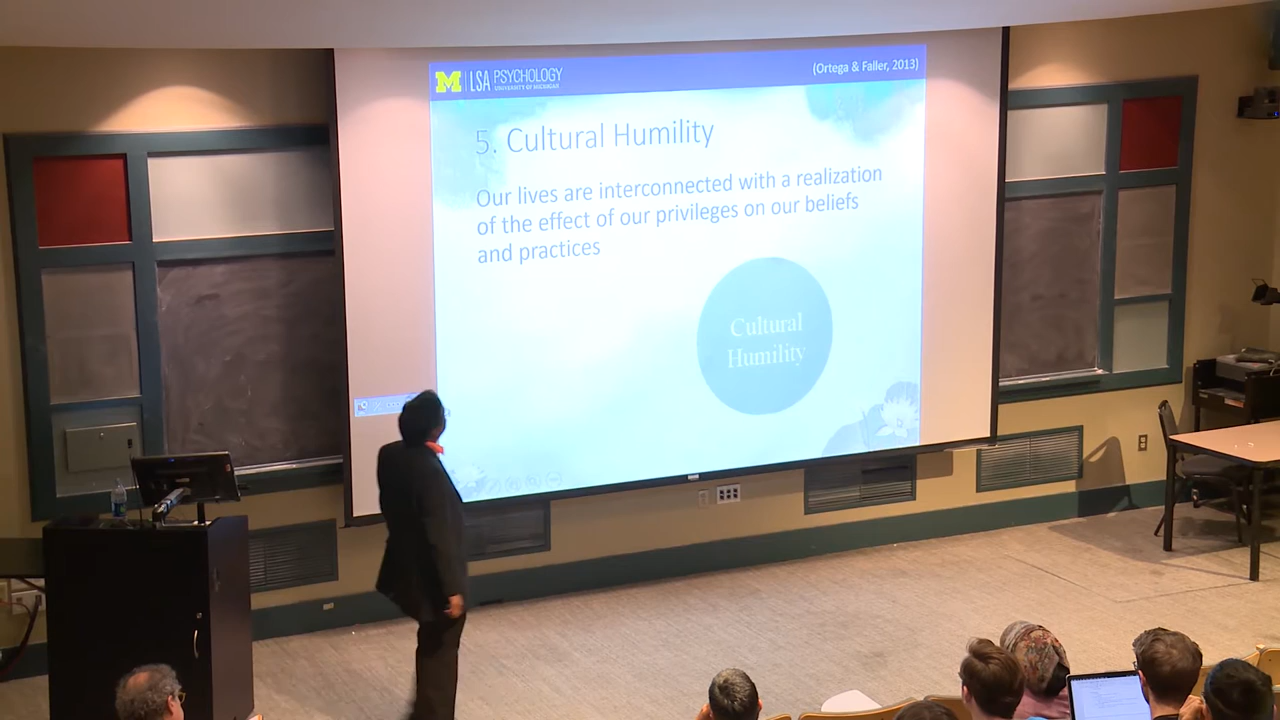 M LSA PSYCHOLOGY
UNIVERSITY OF MICHIGAN
(Ortega & Faller, 2013)
5. Cultural Humility
Our lives are interconnected with a realization
of the effect of our privileges on our beliefs
and practices
Cultural
Humility